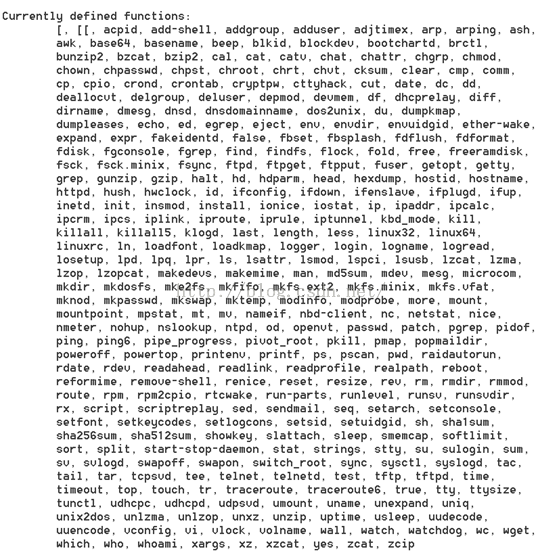 Currently defined functions:
[, [[, acpid, add-shell, addgroup, adduser, adjtimex, arp, arping, ash,
awk, base64, basename, beep, blkid, blockdev, bootchartd, brctl,
bunzip2, bzcat, bzip2, cal, cat, catv, chat, chattr, chgrp, chmod,
chown, chpasswd, chpst, chroot, chrt, chvt, cksum, clear, cmp, comm,
cp, cpio, crond, crontab, cryptpw, cttyhack, cut, date, dc, dd,
deallocvt, delgroup, deluser, depmod, devmem, df, dhcprelay, diff,
dirname, dmesg, dnsd, dnsdomainname, dos2unix, du, dumpkmap,
dumpleases, echo, ed, egrep, eject, env, envdir, envuidgid, ether-wake,
expand, expr, fakeidentd, false, fbset, fbsplash, fdflush, fdformat,
fdisk, fgconsole, fgrep, find, findfs, flock, fold, free, freeramdisk,
fsck, fsck.minix, fsync, ftpd, ftpget, ftpput, fuser, getopt, getty,
grep, gunzip, gzip, halt, hd, hdparm, head, hexdump, hostid, hostname,
httpd, hush, hwclock, id, ifconfig, ifdown, ifenslave, ifplugd, ifup,
inetd, init, insmod, install, ionice, iostat, ip, ipaddr, ipcalc,
ipcrm, ipcs, iplink, iproute, iprule, iptunnel, kbd_mode, kill,
killall, killall5, klogd, last, length, less, linux32, linux64,
linuxrc, ln, loadfont, loadkmap, logger, login, logname, logread,
losetup, lpd, lpq, lpr, ls, lsattr, lsmod, lspci, lsusb, lzcat, lzma,
lzop, lzopcat, makedevs, makemime, man, md5sum, mdev, mesg, microcom,
mkdir, mkdosfs, mke2fs, mkfifo, mkfs.ext2, mkfs.minix, mkfs.vfat,
mknod, mkpasswd, mkswap, mktemp, modinfo, modprobe, more, mount,
mountpoint, mpstat, mt, mv, nameif, nbd-client, nc, netstat, nice,
nmeter, nohup, nslookup, ntpd, od, openvt, passwd, patch, pgrep, pidof,
ping, ping6, pipe_progress, pivot_root, pkill, pmap, popmaildir,
poweroff, powertop, printenv, printf, ps, pscan, pwd, raidautorun,
rdate, rdev, readahead, readlink, readprofile, realpath, reboot,
reformime, remove-shell, renice, reset, resize, rev, rm, rmdir, rmmod,
route, rpm, rpm2cpio, rtcwake, run-parts, runlevel, runsv, runsvdir,
rx, script, scriptreplay, sed, sendmail, seq, setarch, setconsole,
setfont, setkeycodes, setlogcons, setsid, setuidgid, sh, sha1sum,
sha256sum, sha512sum, showkey, slattach, sleep, smemcap, softlimit,
sort, split, start-stop-daemon, stat, strings, stty, su, sulogin, sum,
sv, svlogd, swapoff, swapon, switch_root, sync, sysctl, syslogd, tac,
tail, tar, tcpsvd, tee, telnet, telnetd, test, tftp, tftpd, time,
timeout, top, touch, tr, traceroute, traceroute6, true, tty, ttysize,
tunctl, udhcpc, udhcpd, udpsvd, umount, uname, unexpand, uniq,
unix2dos, unlzma, unlzop, unxz, unzip, uptime, usleep, uudecode,
uuencode, vconfig, vi, vlock, volname, wall, watch, watchdog, wc, wget,
which, who, whoami, xargs, xz, xzcat, yes, zcat, zcip
http://blog.csdn.net/